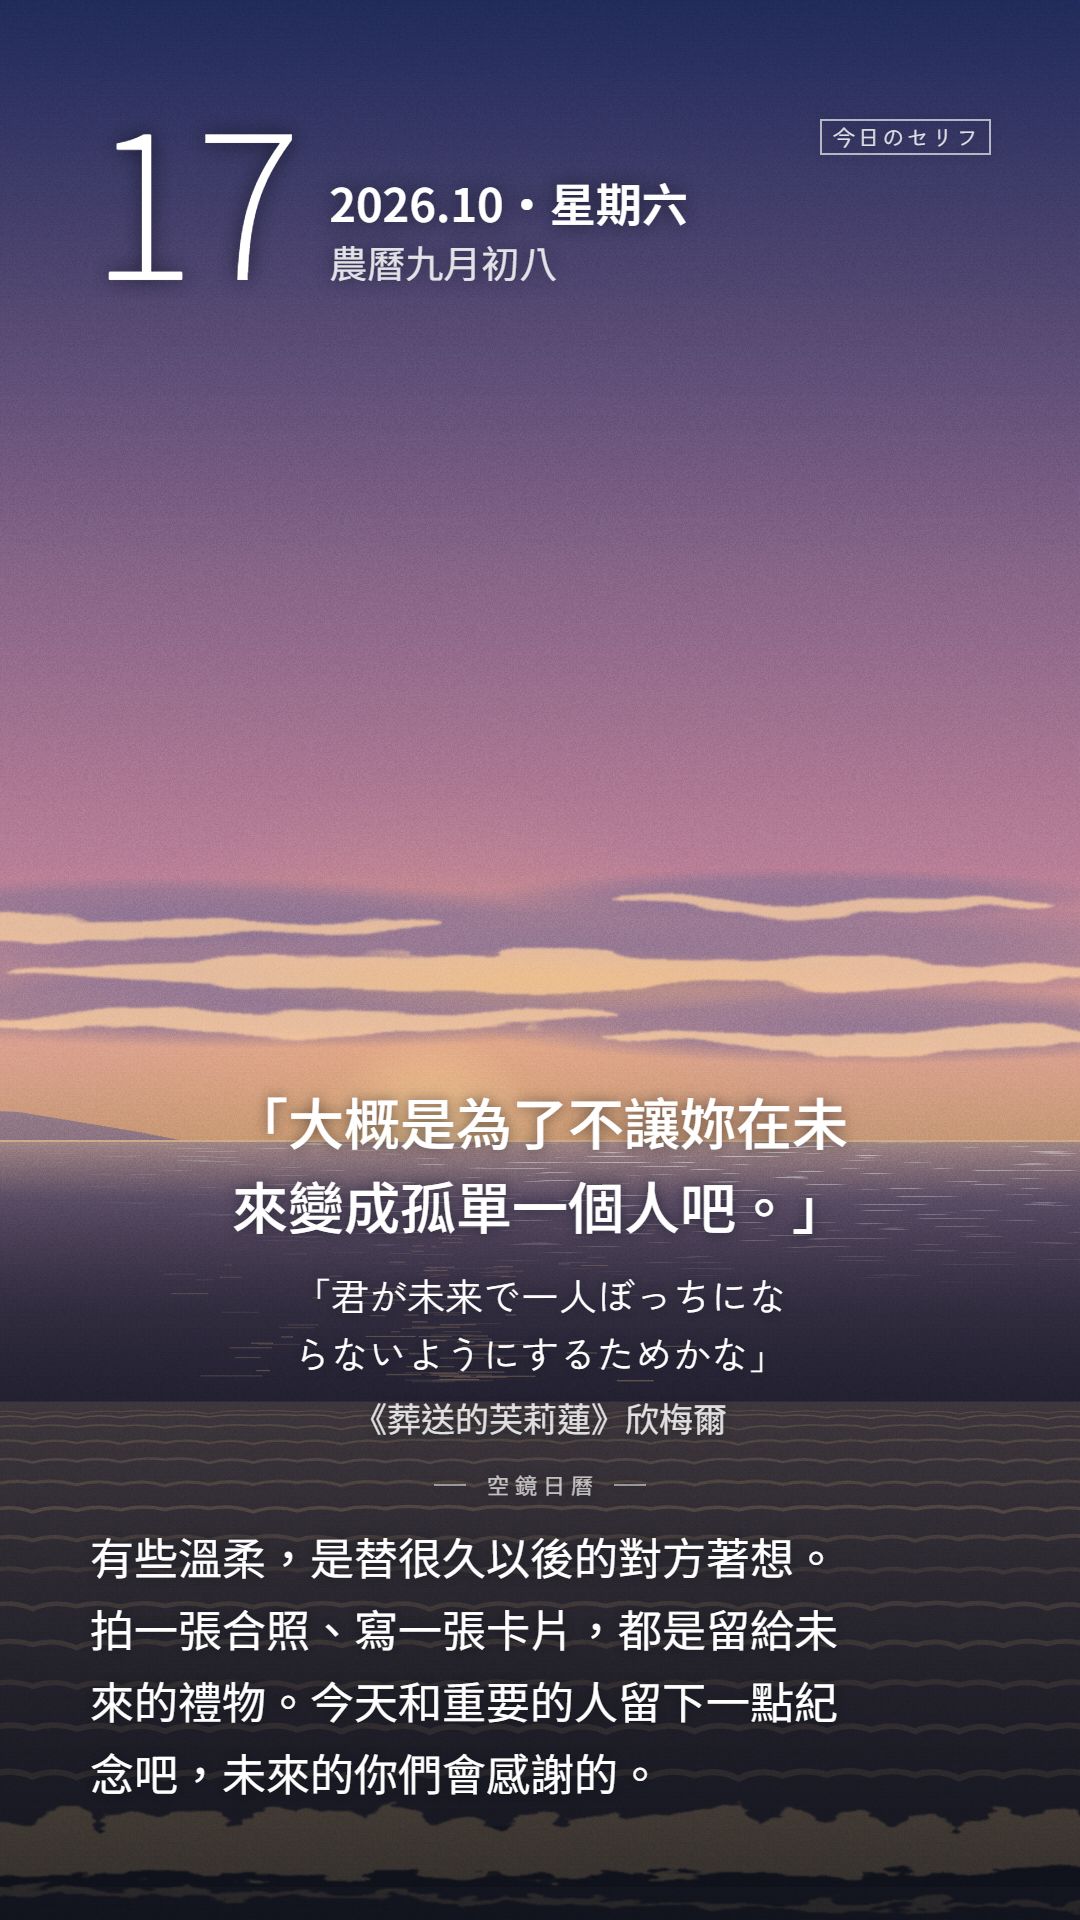 17
今日のセリフ
2026.10・星期六
農曆九月初八
「大概是為了不讓妳在未
來變成孤單一個人吧。」
「君が未来で一人ぼっちにな
らないようにするためかな」
《葬送的芙莉蓮》欣梅爾
空鏡日曆
有些溫柔，是替很久以後的對方著想。
拍一張合照、寫一張卡片，都是留給未
來的禮物。今天和重要的人留下一點紀
念吧，未來的你們會感謝的。